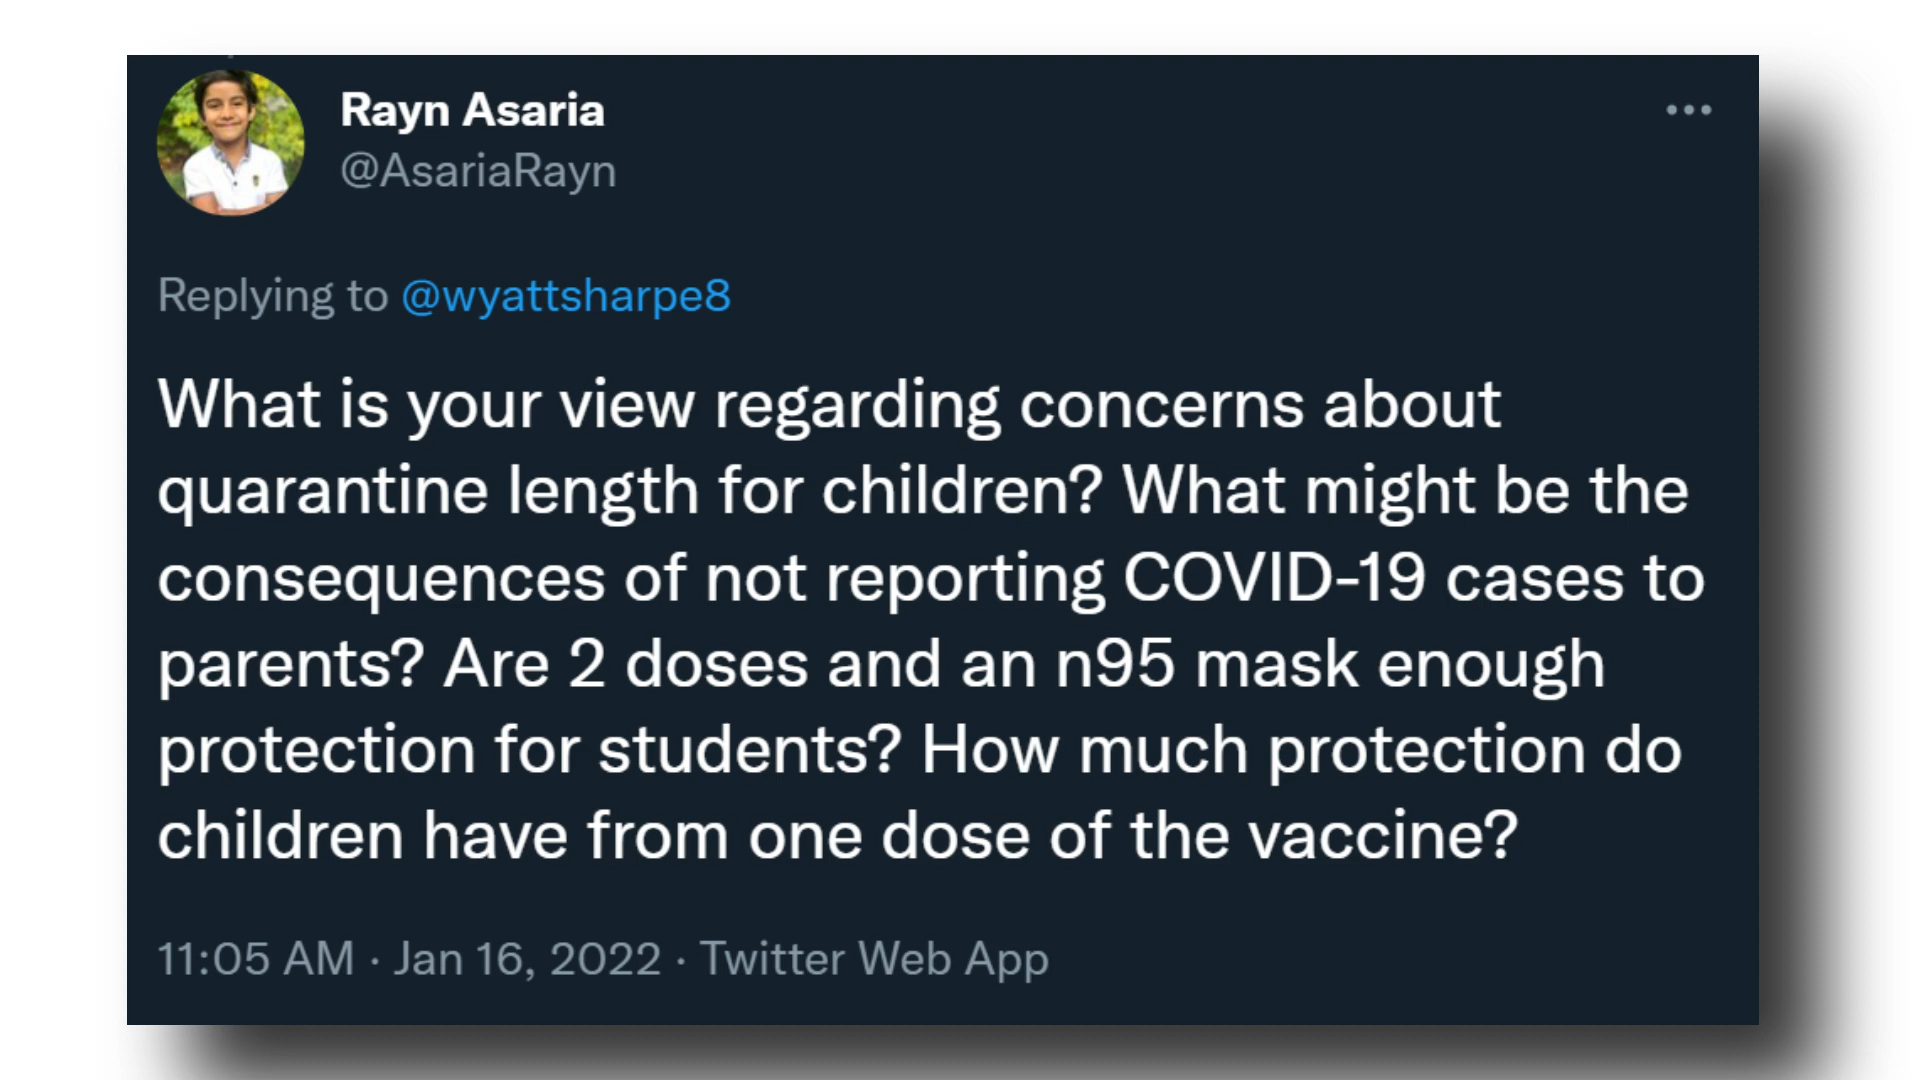 Rayn Asaria
@AsariaRayn
Replying to @wyattsharpe8
What is your view regarding concerns about
quarantine length for children? What might be the
consequences of not reporting COVID-19 cases to
parents? Are 2 doses and an n95 mask enough
protection for students? How much protection do
children have from one dose of the vaccine?
11:05 AM · Jan 16, 2022 · Twitter Web App